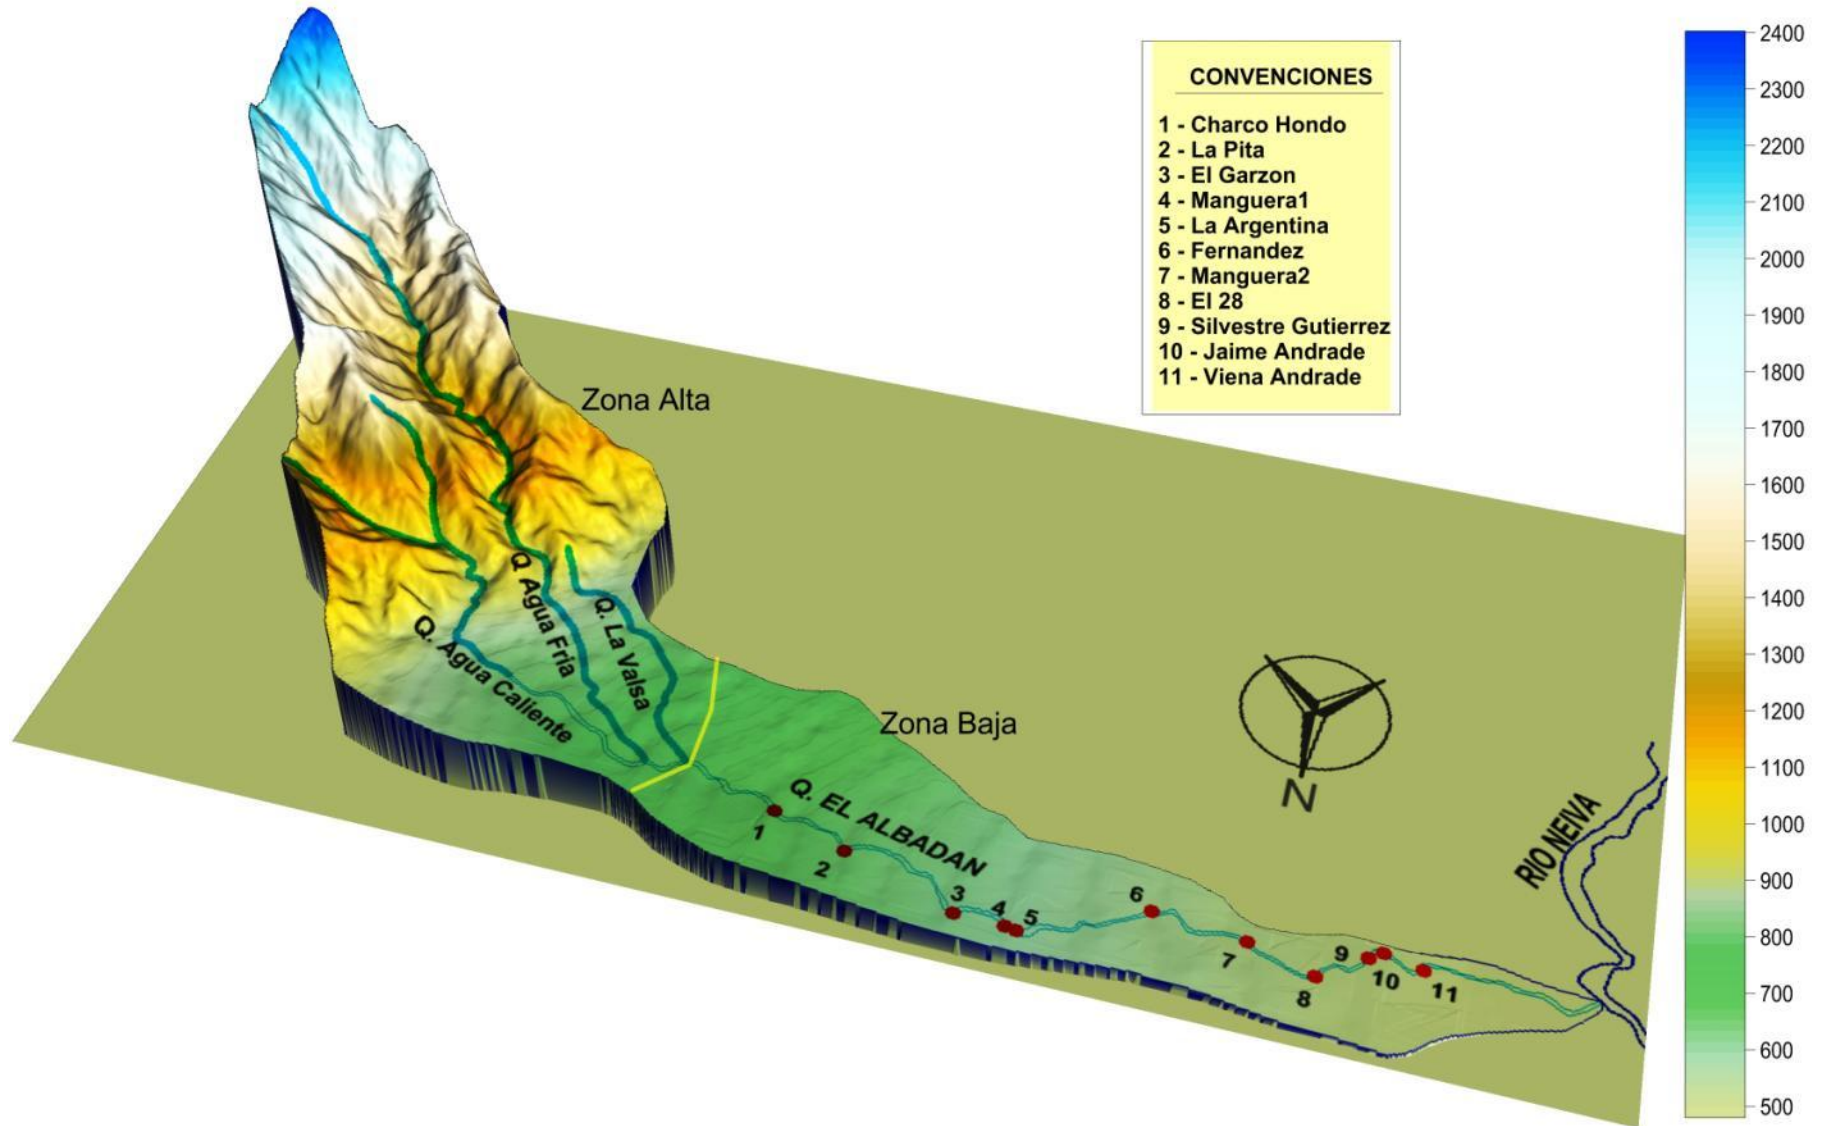 CONVENCIONES
1 - Charco Hondo
2 - La Pita
3 - El Garzon
4 - Manguera1
5 - La Argentina
6 - Fernandez
7 - Manguera2
8 - El 28
9 - Silvestre Gutierrez
10 - Jaime Andrade
11 - Viena Andrade
2400
2300
2200
2100
2000
1900
1800
1700
1600
1500
1400
1300
1200
1100
1000
900
800
700
600
500
Zona Alta
Q. Agua Caliente
Q Agua Fria
Q. La Valsa
Zona Baja
Q. EL ALBADAN
N
RIO NEIVA
1
2
3
4
5
6
7
8
9
10
11